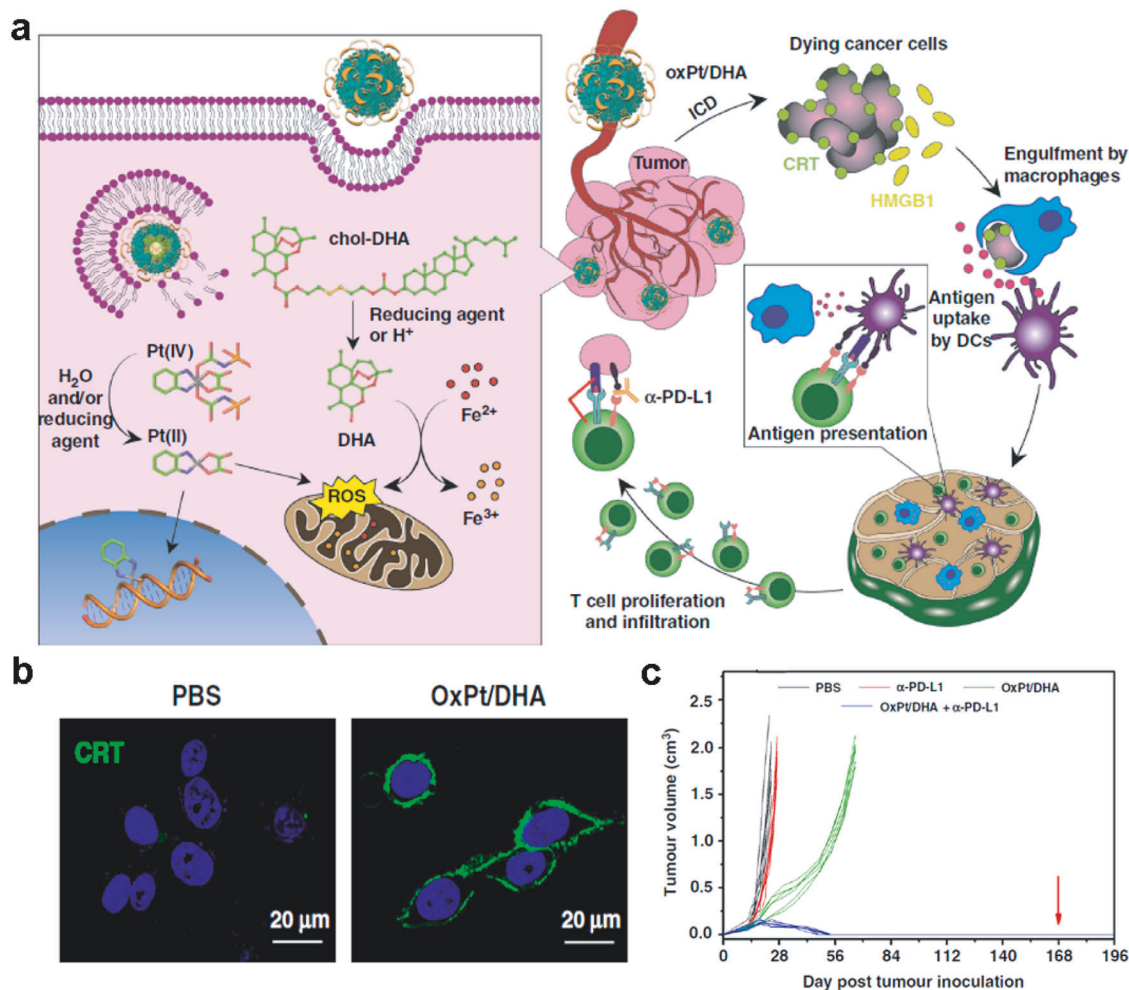 a
oxPt/DHA
ICD
Dying cancer cells
CRT
HMGB1
Engulfment by
macrophages
Tumor
chol-DHA
Reducing agent
or H+
Pt(IV)
H2O
and/or
reducing
agent
Pt(II)
DHA
Fe2+
Fe3+
ROS
α-PD-L1
Antigen
uptake
by DCs
Antigen presentation
T cell proliferation
and infiltration
b
PBS
OxPt/DHA
CRT
20 μm
20 μm
c
PBS
α-PD-L1
OxPt/DHA
OxPt/DHA + α-PD-L1
Tumour volume (cm3)
2.5
2.0
1.5
1.0
0.5
0.0
0 28 56 84 112 140 168 196
Day post tumour inoculation